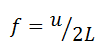 f = u/2L